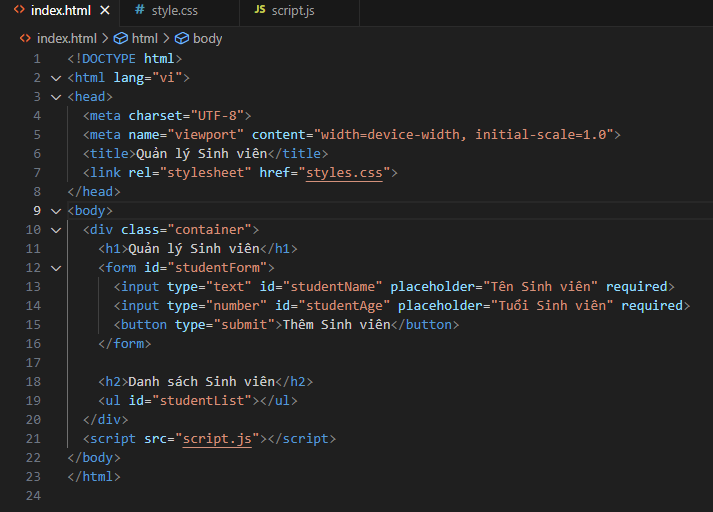 index.html
style.css
JS script.js
index.html > html > body
1 <!DOCTYPE html>
2 <html lang="vi">
3 <head>
4 <meta charset="UTF-8">
5 <meta name="viewport" content="width=device-width, initial-scale=1.0">
6 <title>Quản lý Sinh viên</title>
7 <link rel="stylesheet" href="styles.css">
8 </head>
9 <body>
10 <div class="container">
11 <h1>Quản lý Sinh viên</h1>
12 <form id="studentForm">
13 <input type="text" id="studentName" placeholder="Tên Sinh viên" required>
14 <input type="number" id="studentAge" placeholder="Tuổi Sinh viên" required>
15 <button type="submit">Thêm Sinh viên</button>
16 </form>
17
18 <h2>Danh sách Sinh viên</h2>
19 <ul id="studentList"></ul>
20 </div>
21 <script src="script.js"></script>
22 </body>
23 </html>
24